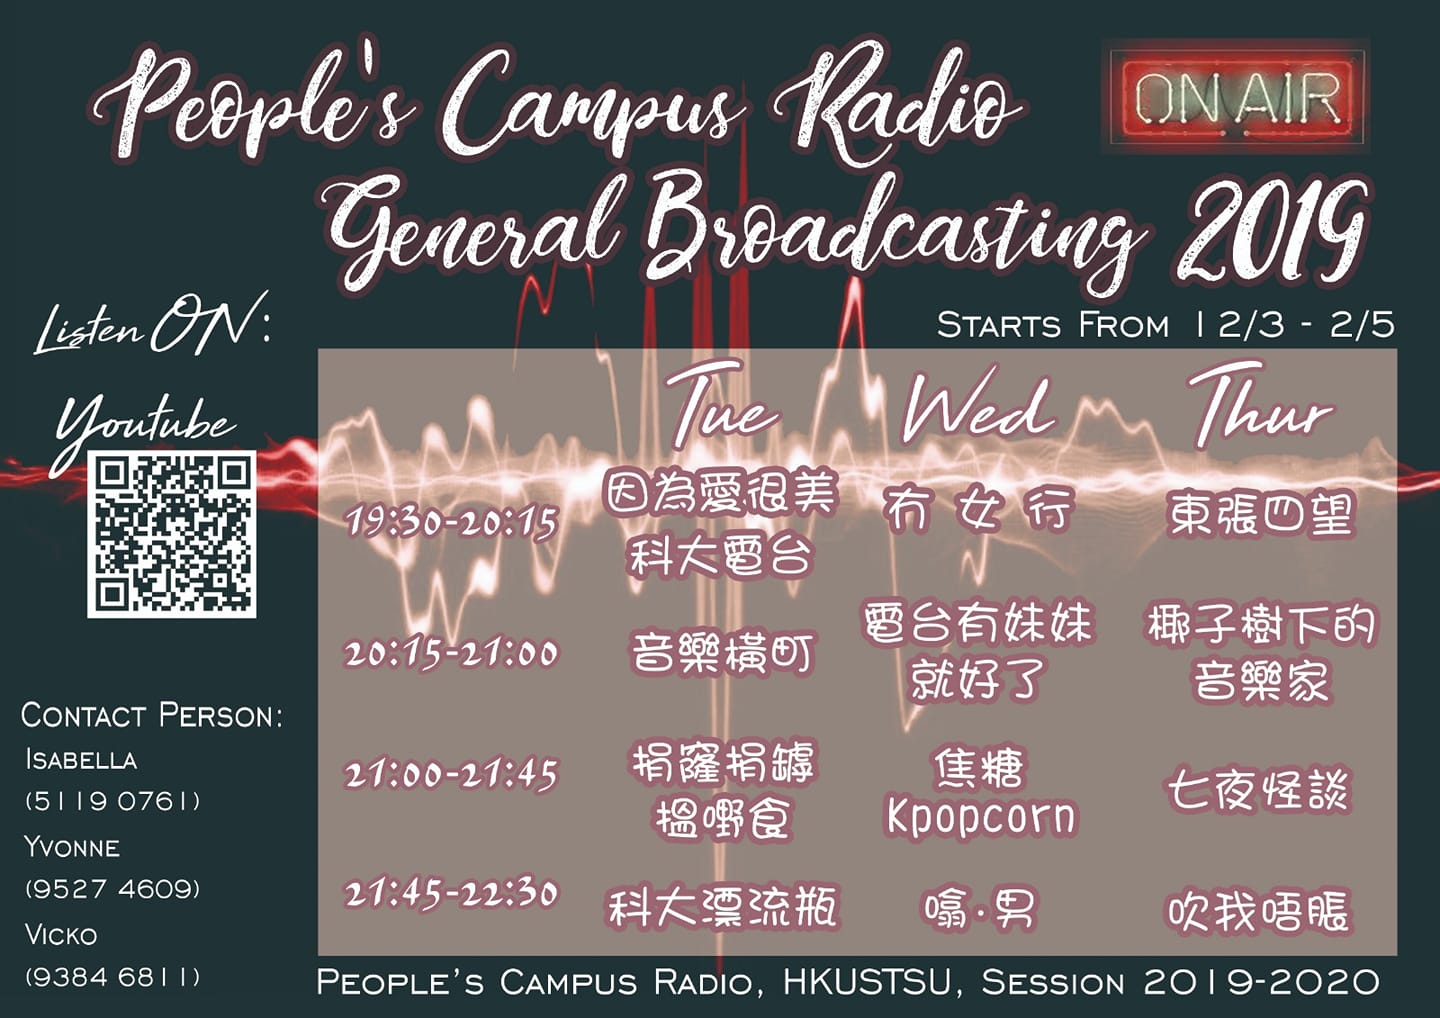 People's Campus Radio
ON AIR
General Broadcasting 2019
Listen ON:
Starts From 12/3 - 2/5
Youtube
Tue Wed Thur
19:30-20:15 因為愛很美 冇 女 行 東張四望
科大電台
20:15-21:00 音樂橫町 電台有妹妹 椰子樹下的
就好了 音樂家
21:00-21:45 捐窿捐罅 焦糖 七夜怪談
搵嘢食 Kpopcorn
21:45-22:30 科大漂流瓶 噏·男 吹我唔脹
Contact Person:
Isabella
(5119 0761)
Yvonne
(9527 4609)
Vicko
(9384 6811)
People's Campus Radio, HKUSTSU, Session 2019-2020